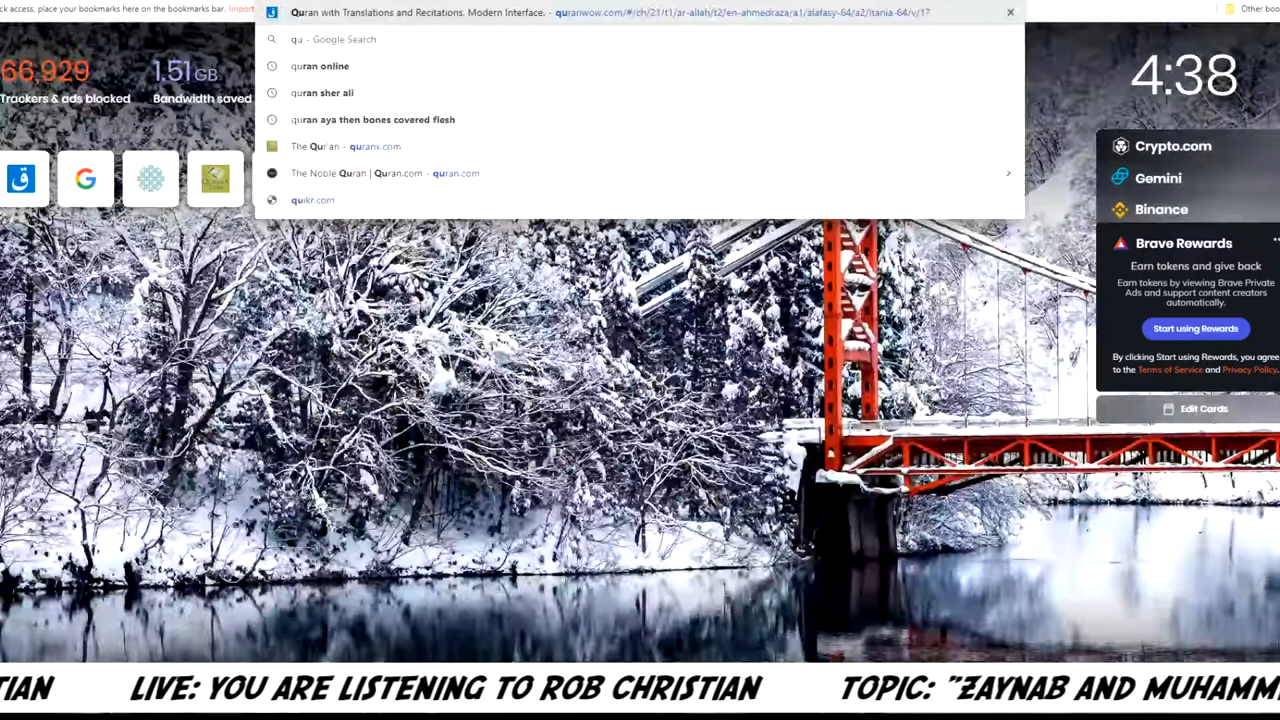 ck access, place your bookmarks here on the bookmarks bar. Import
Quran with Translations and Recitations. Modern Interface. - quranwow.com/#/ch/21/t1/ar-allah/t2/en-ahmedraza/a1/alafasy-64/a2/itania-64/v/17
Other boo
qu - Google Search
quran online
quran sher ali
quran aya then bones covered flesh
The Qur'an - quranx.com
The Noble Quran | Quran.com - quran.com
quikr.com
66,929
Trackers & ads blocked
1.51 GB
Bandwidth saved
4:38
Crypto.com
Gemini
Binance
Brave Rewards
Earn tokens and give back
Earn tokens by viewing Brave Private
Ads and support content creators
automatically.
Start using Rewards
By clicking Start using Rewards, you agree
to the Terms of Service and Privacy Policy.
Edit Cards
TIAN LIVE: YOU ARE LISTENING TO ROB CHRISTIAN TOPIC: "ZAYNAB AND MUHAMM